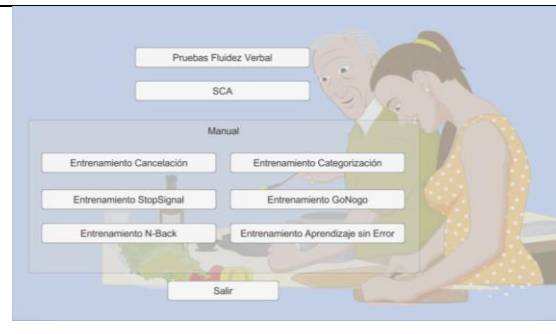 Pruebas Fluidez Verbal
SCA
Manual
Entrenamiento Cancelación
Entrenamiento Categorización
Entrenamiento StopSignal
Entrenamiento GoNogo
Entrenamiento N-Back
Entrenamiento Aprendizaje sin Error
Salir